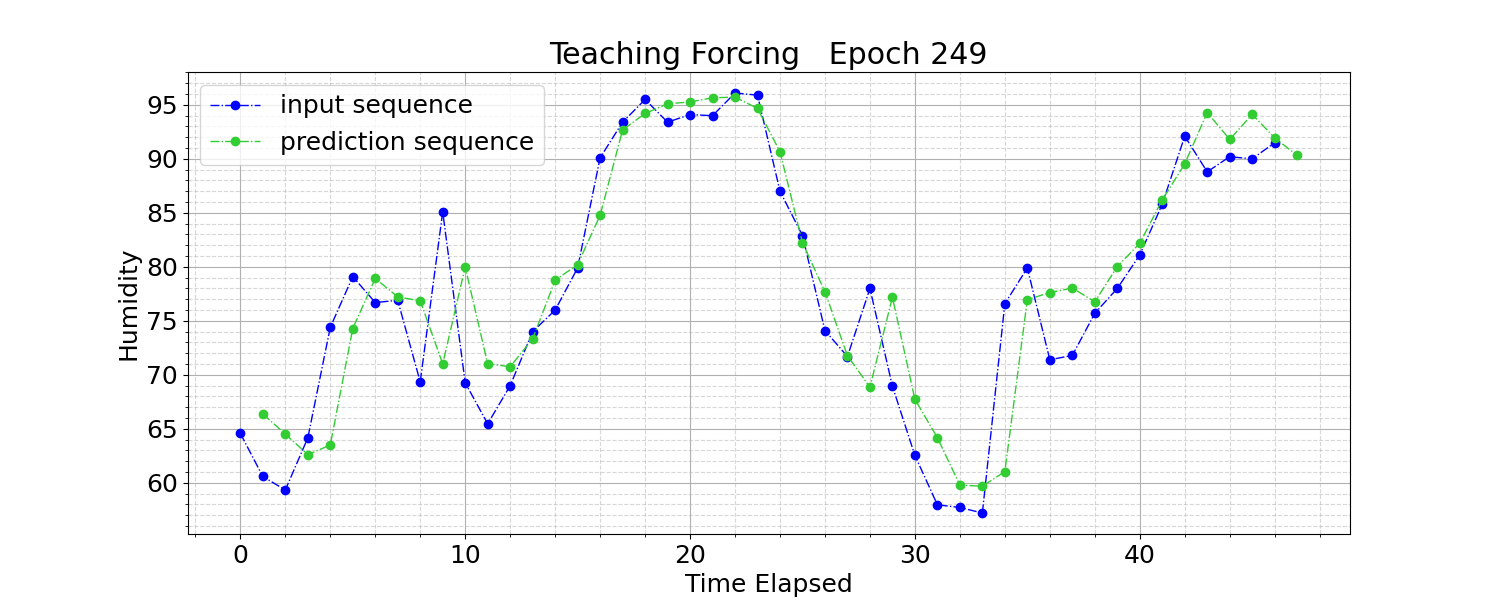 Teaching Forcing   Epoch 249
input sequence
prediction sequence
95
90
85
80
75
70
65
60
Humidity
0 10 20 30 40
Time Elapsed